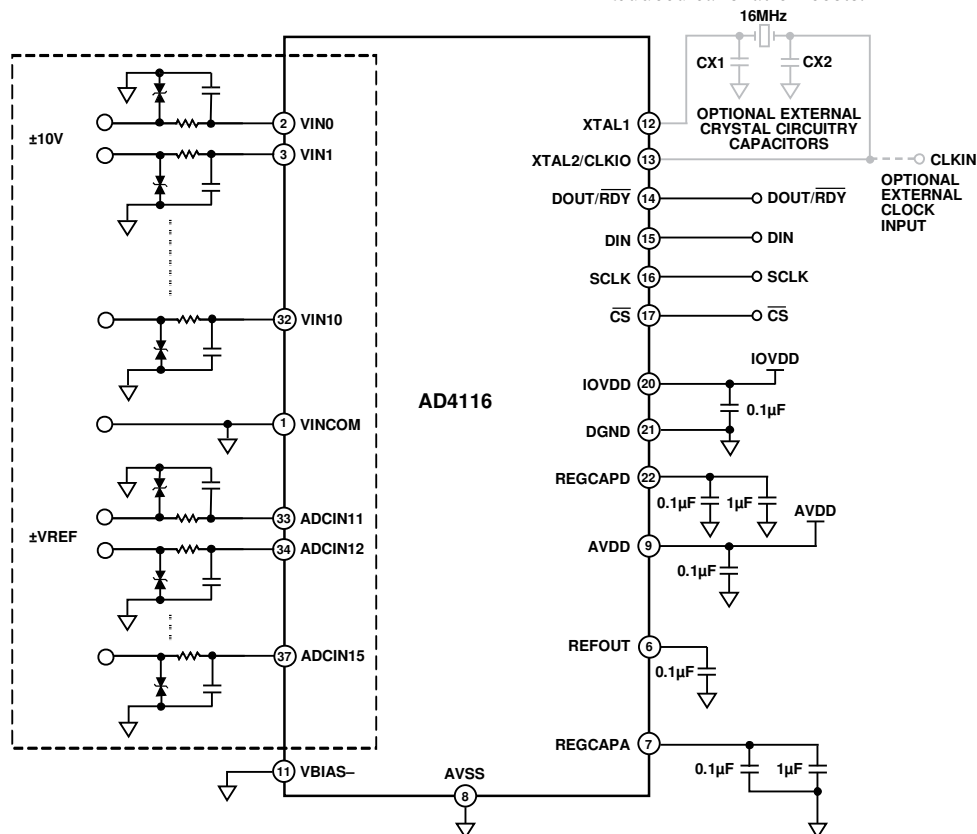 16MHz
CX1
CX2
OPTIONAL EXTERNAL
CRYSTAL CIRCUITRY
CAPACITORS
±10V
2 VIN0
3 VIN1
32 VIN10
1 VINCOM
±VREF
33 ADCIN11
34 ADCIN12
37 ADCIN15
11 VBIAS–
AVSS
8
AD4116
XTAL1 12
XTAL2/CLKIO 13
CLKIN
OPTIONAL
EXTERNAL
CLOCK
INPUT
DOUT/RDY 14 DOUT/RDY
DIN 15 DIN
SCLK 16 SCLK
CS 17 CS
IOVDD 20 IOVDD
0.1µF
DGND 21
REGCAPD 22
0.1µF 1µF
AVDD
AVDD 9
0.1µF
REFOUT 6
0.1µF
REGCAPA 7
0.1µF 1µF